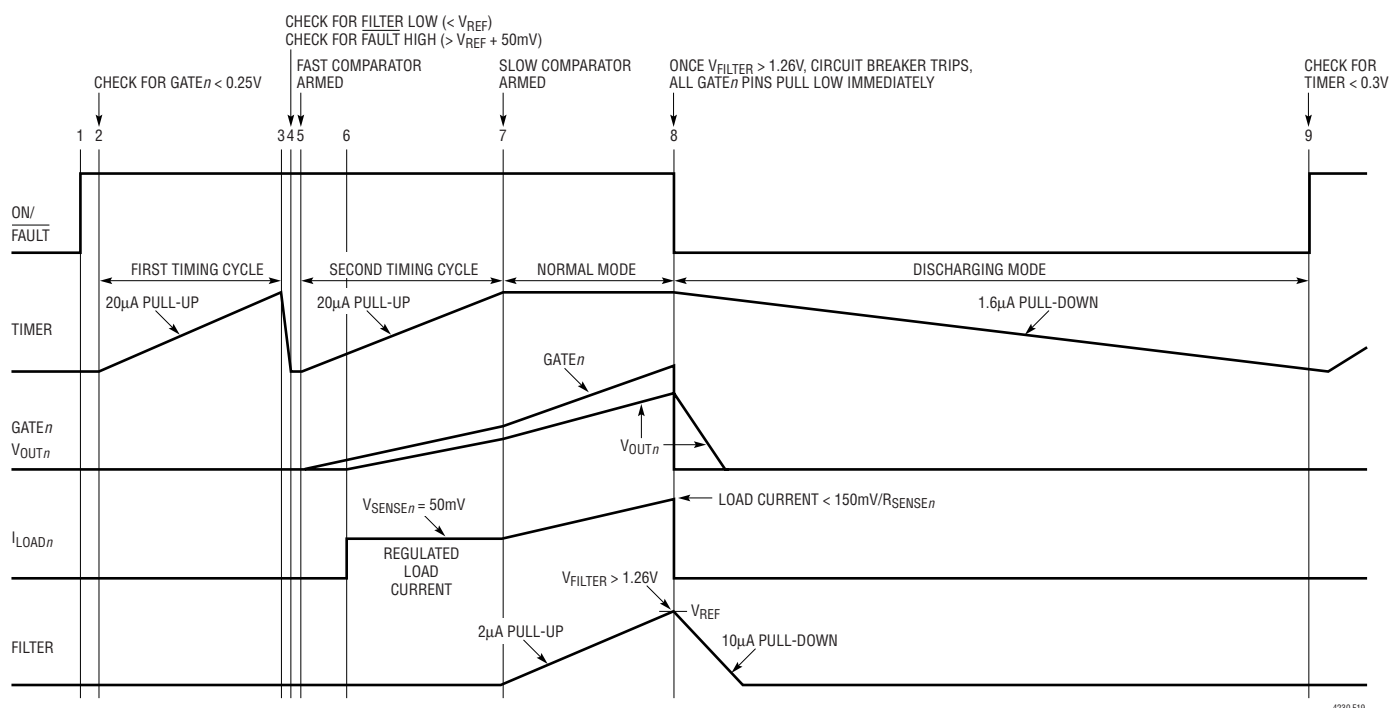 CHECK FOR FILTER LOW (< VREF)
CHECK FOR FAULT HIGH (> VREF + 50mV)
CHECK FOR GATEn < 0.25V
FAST COMPARATOR
ARMED
SLOW COMPARATOR
ARMED
ONCE VFILTER > 1.26V, CIRCUIT BREAKER TRIPS,
ALL GATEn PINS PULL LOW IMMEDIATELY
CHECK FOR
TIMER < 0.3V
1 2 3 4 5 6 7 8 9
ON/
FAULT
FIRST TIMING CYCLE
SECOND TIMING CYCLE
NORMAL MODE
DISCHARGING MODE
20µA PULL-UP
20µA PULL-UP
1.6µA PULL-DOWN
TIMER
GATEn
GATEn
VOUTn
VOUTn
VSENSEn = 50mV
LOAD CURRENT < 150mV/RSENSEn
ILOADn
REGULATED
LOAD
CURRENT
VFILTER > 1.26V
VREF
2µA PULL-UP
10µA PULL-DOWN
FILTER
4230 F19